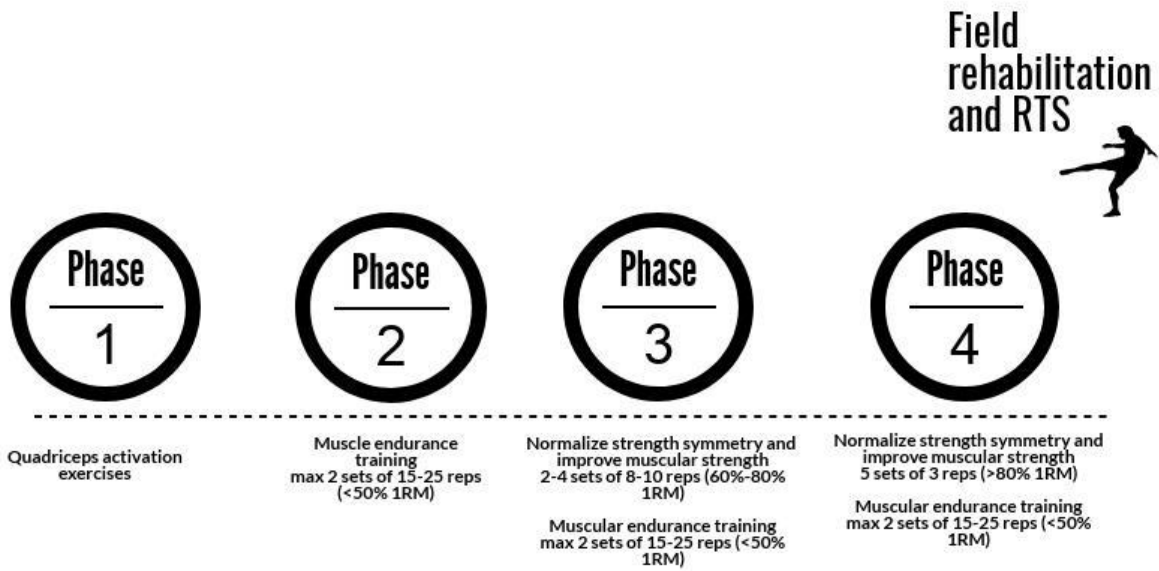 Field
rehabilitation
and RTS
Phase
1
Phase
2
Phase
3
Phase
4
Quadriceps activation
exercises
Muscle endurance
training
max 2 sets of 15-25 reps
(<50% 1RM)
Normalize strength symmetry and
improve muscular strength
2-4 sets of 8-10 reps (60%-80%
1RM)
Muscular endurance training
max 2 sets of 15-25 reps (<50%
1RM)
Normalize strength symmetry and
improve muscular strength
5 sets of 3 reps (>80% 1RM)
Muscular endurance training
max 2 sets of 15-25 reps (<50%
1RM)